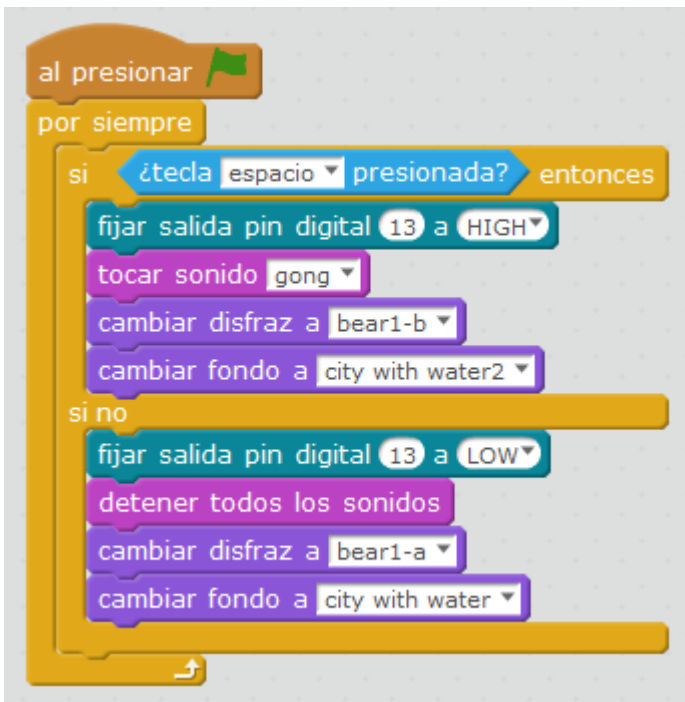 al presionar
por siempre
si ¿tecla espacio presionada? entonces
fijar salida pin digital 13 a HIGH
tocar sonido gong
cambiar disfraz a bear1-b
cambiar fondo a city with water2
si no
fijar salida pin digital 13 a LOW
detener todos los sonidos
cambiar disfraz a bear1-a
cambiar fondo a city with water